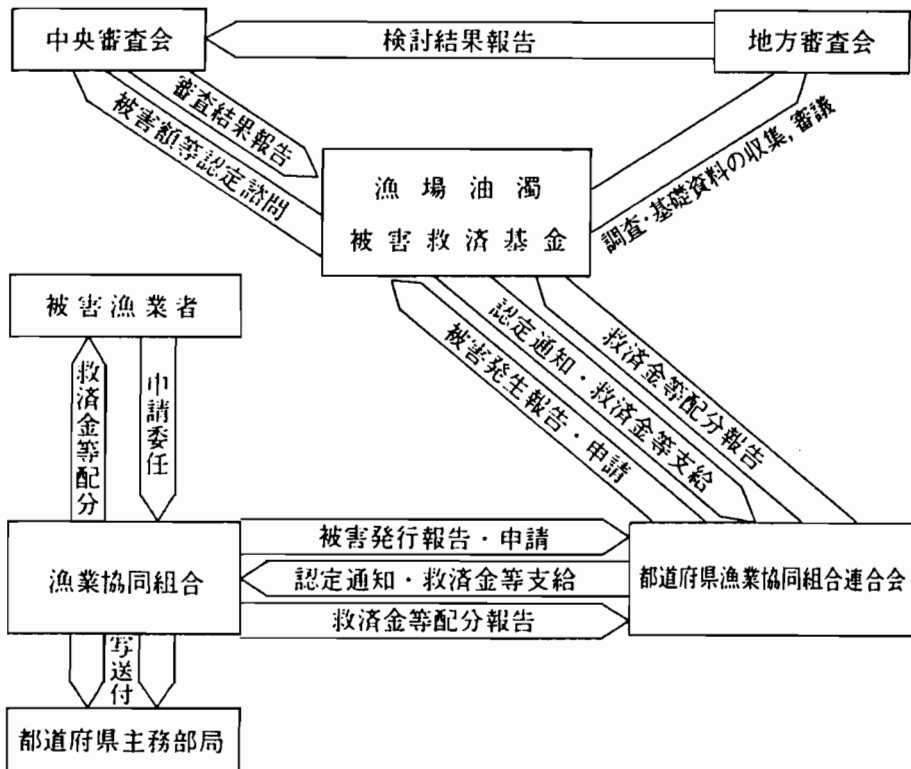 中央審査会
検討結果報告
地方審査会
審査結果報告
被害額等認定諮問
漁場油濁
被害救済基金
調査・基礎資料の収集,審議
被害漁業者
救済金等配分
申請委任
被害発生報告・申請
認定通知・救済金等支給
救済金等配分報告
漁業協同組合
被害発行報告・申請
認定通知・救済金等支給
救済金等配分報告
都道府県漁業協同組合連合会
写送付
都道府県主務部局